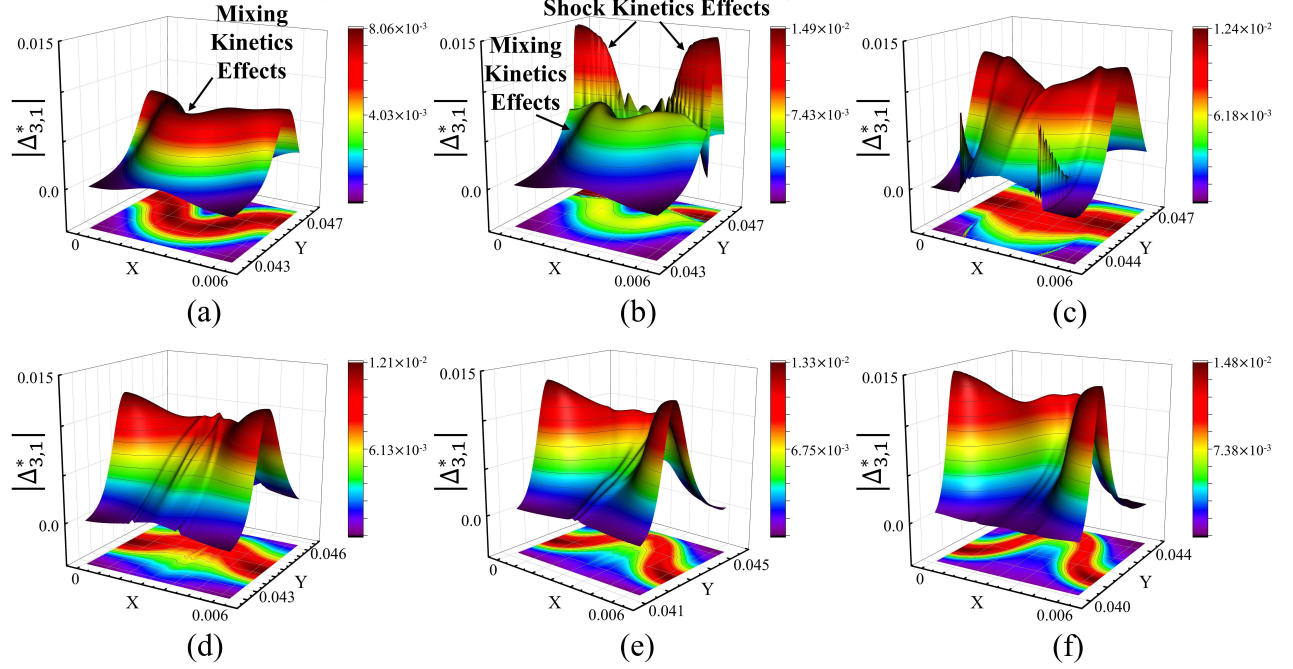 Mixing
Kinetics
Effects
0.015
|Δ*3,1|
0.0
0
X
0.006
0.043
Y
0.047
8.06×10-3
4.03×10-3
(a)
Shock Kinetics Effects
Mixing
Kinetics
Effects
0.015
|Δ*3,1|
0.0
0
X
0.006
0.043
Y
0.047
1.49×10-2
7.43×10-3
(b)
0.015
|Δ*3,1|
0.0
0
X
0.006
0.044
Y
0.047
1.24×10-2
6.18×10-3
(c)
0.015
|Δ*3,1|
0.0
0
X
0.006
0.043
Y
0.046
1.21×10-2
6.13×10-3
(d)
0.015
|Δ*3,1|
0.0
0
X
0.006
0.041
Y
0.045
1.33×10-2
6.75×10-3
(e)
0.015
|Δ*3,1|
0.0
0
X
0.006
0.040
Y
0.044
1.48×10-2
7.38×10-3
(f)